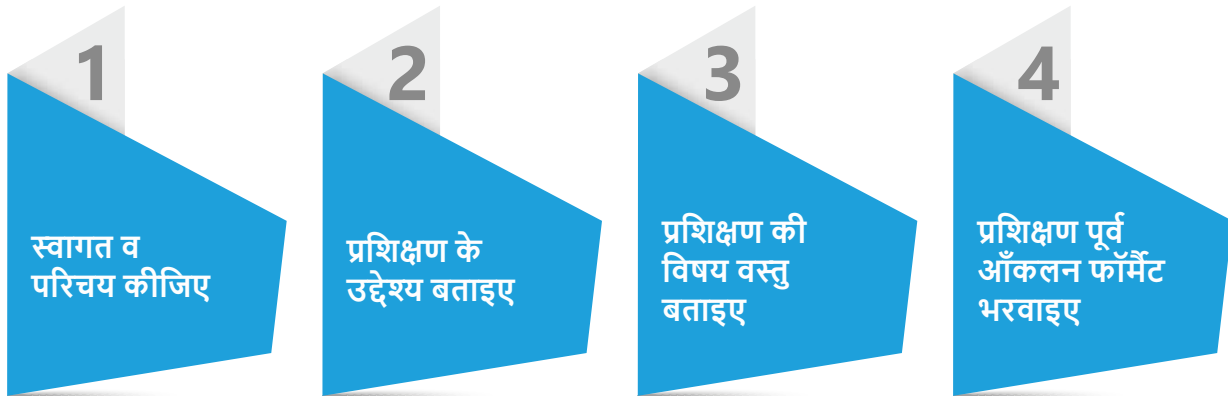 1
स्वागत व
परिचय कीजिए
2
प्रशिक्षण के
उद्देश्य बताइए
3
प्रशिक्षण की
विषय वस्तु
बताइए
4
प्रशिक्षण पूर्व
आँकलन फॉर्मैट
भरवाइए